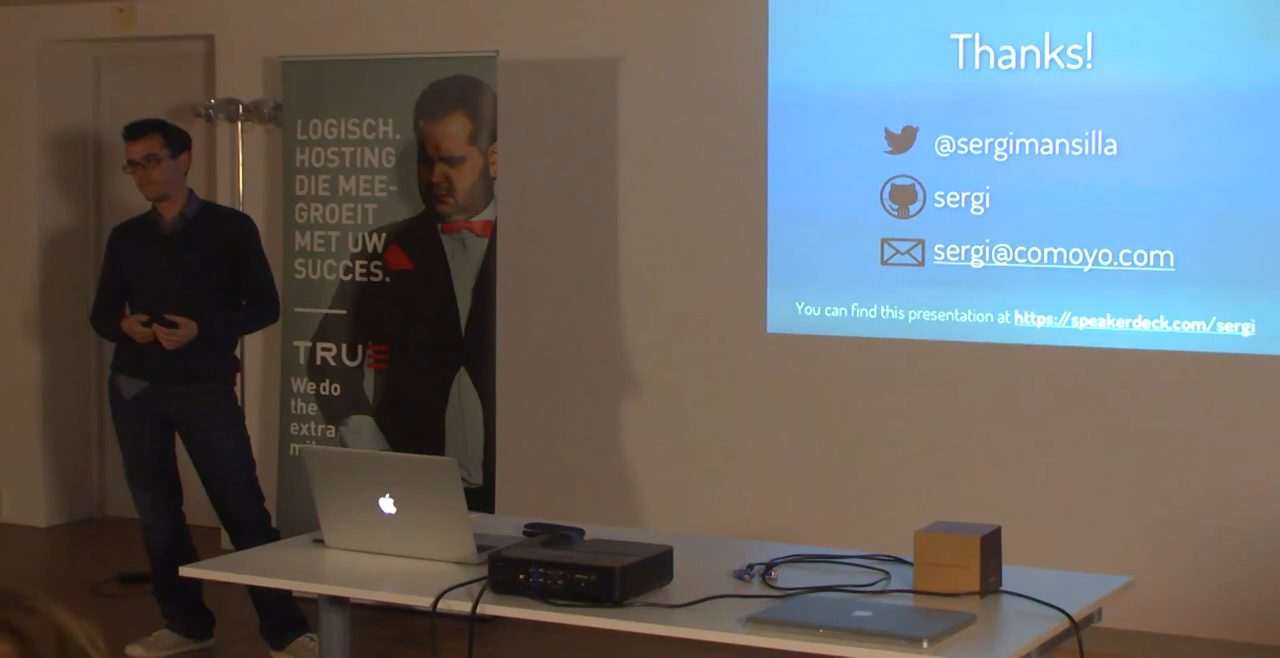 LOGISCH.
HOSTING
DIE MEE-
GROEIT
MET UW
SUCCES.
TRUE
We do
the
extra
Thanks!
@sergimansilla
sergi
sergi@comoyo.com
You can find this presentation at https://speakerdeck.com/sergi